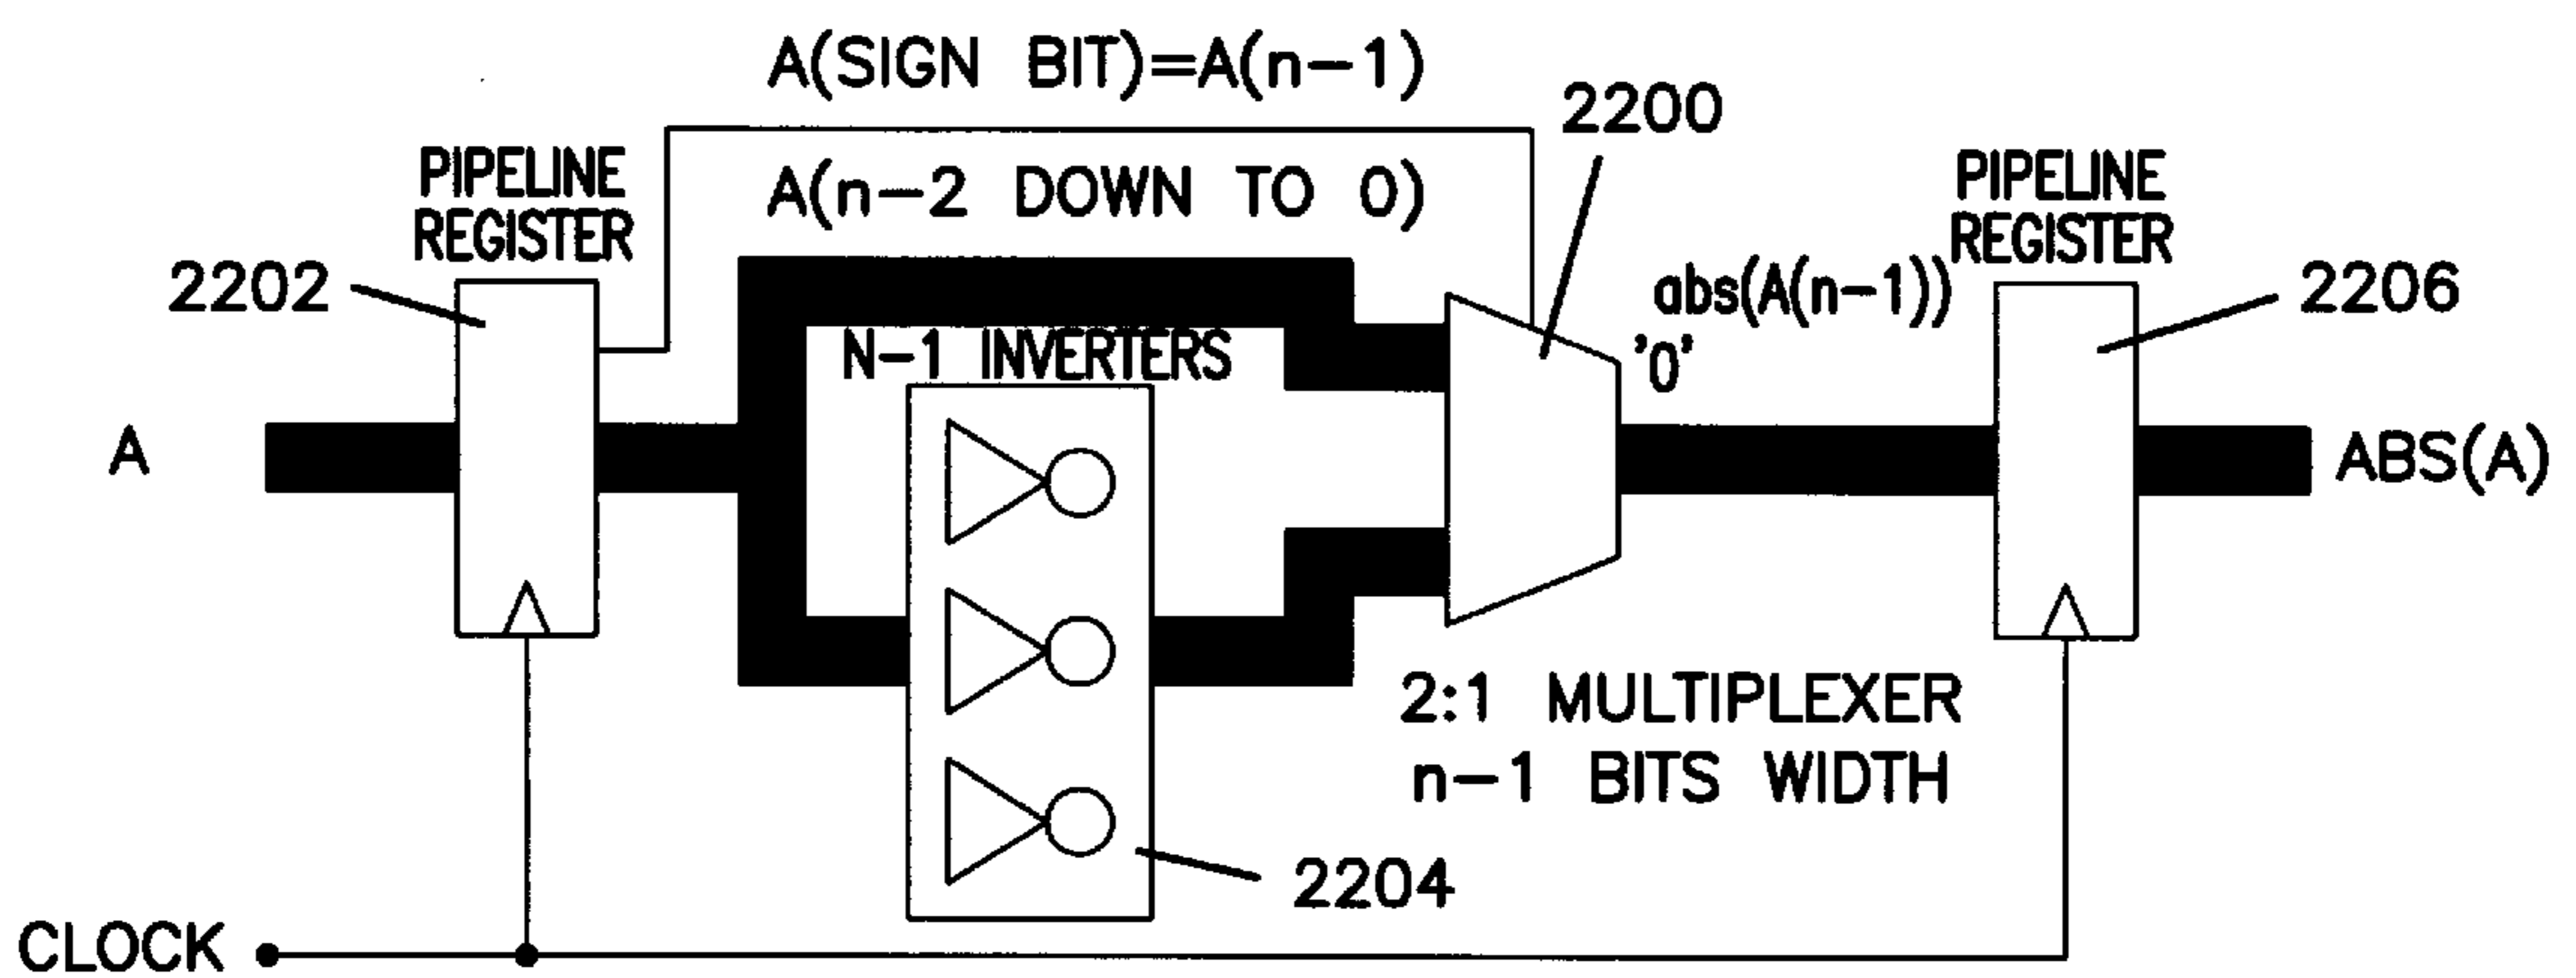 A(SIGN BIT)=A(n-1)
2200
PIPELINE
REGISTER
A(n-2 DOWN TO 0)
PIPELINE
REGISTER
2202
abs(A(n-1))
2206
N-1 INVERTERS
'0'
A
ABS(A)
2:1 MULTIPLEXER
n-1 BITS WIDTH
2204
CLOCK